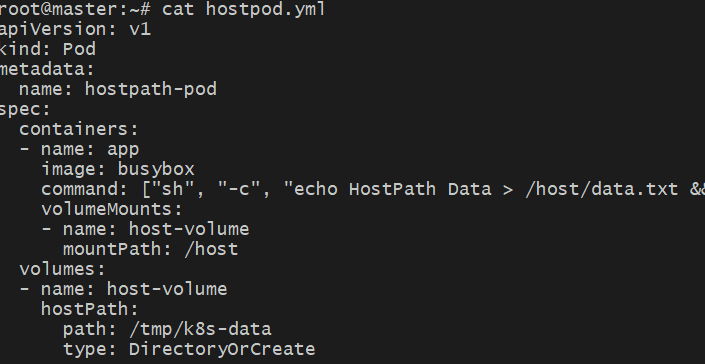 root@master:~# cat hostpod.yml
apiVersion: v1
kind: Pod
metadata:
  name: hostpath-pod
spec:
  containers:
  - name: app
    image: busybox
    command: ["sh", "-c", "echo HostPath Data > /host/data.txt &&
    volumeMounts:
    - name: host-volume
      mountPath: /host
  volumes:
  - name: host-volume
    hostPath:
      path: /tmp/k8s-data
      type: DirectoryOrCreate